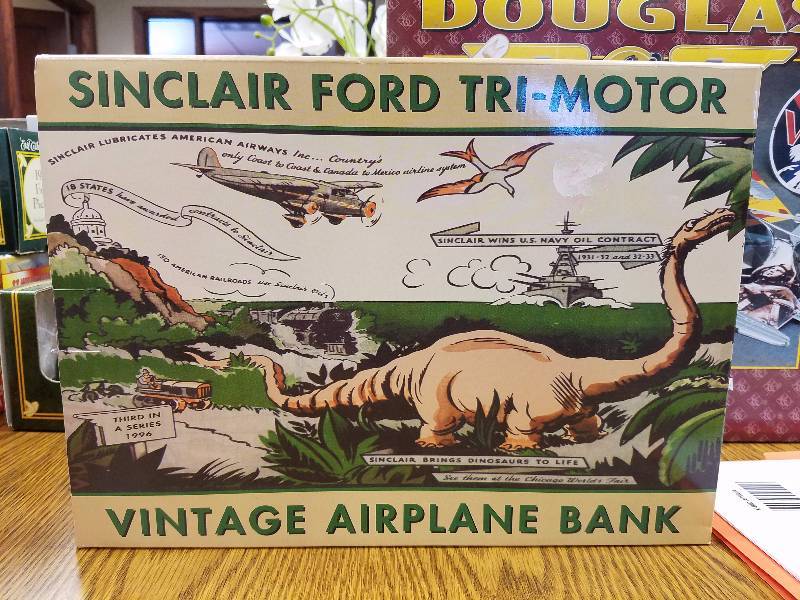 DOUGLAS
SINCLAIR FORD TRI-MOTOR
SINCLAIR LUBRICATES AMERICAN AIRWAYS Inc... Country's
only Coast to Coast & Canada to Mexico airline system
18 STATES have awarded
contracts to Sinclair
SINCLAIR WINS U.S. NAVY OIL CONTRACT
1931-32 and 32-33
170 AMERICAN RAILROADS use Sinclair Oils
THIRD IN
A SERIES
1996
SINCLAIR BRINGS DINOSAURS TO LIFE
See them at the Chicago World's Fair
VINTAGE AIRPLANE BANK